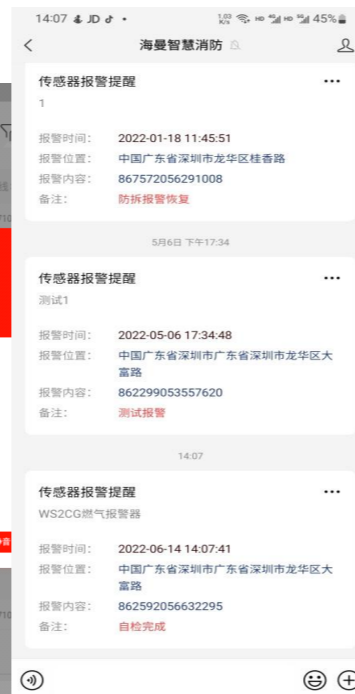 14:07 JD
1.03 K/s HD 4G HD 5G 45%
海曼智慧消防
传感器报警提醒
1
报警时间: 2022-01-18 11:45:51
报警位置: 中国广东省深圳市龙华区桂香路
报警内容: 867572056291008
备注: 防拆报警恢复
5月6日 下午17:34
传感器报警提醒
测试1
报警时间: 2022-05-06 17:34:48
报警位置: 中国广东省深圳市广东省深圳市龙华区大
富路
报警内容: 862299053557620
备注: 测试报警
14:07
传感器报警提醒
WS2CG燃气报警器
报警时间: 2022-06-14 14:07:41
报警位置: 中国广东省深圳市广东省深圳市龙华区大
富路
报警内容: 862592056632295
备注: 自检完成